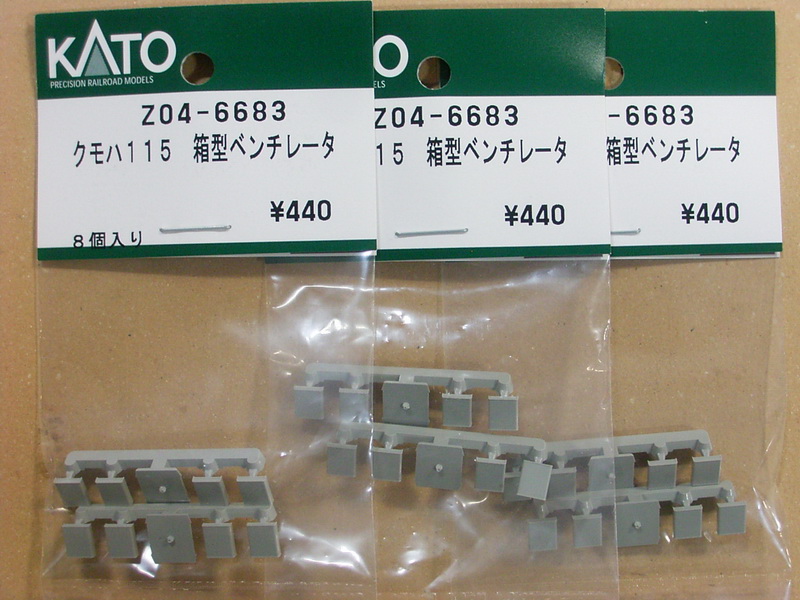 KATO
PRECISION RAILROAD MODELS
Z04-6683
クモハ115 箱型ベンチレータ
¥440
8個入り
O
ELS
Z04-6683
15 箱型ベンチレータ
¥440
-6683
箱型ベンチレータ
¥440